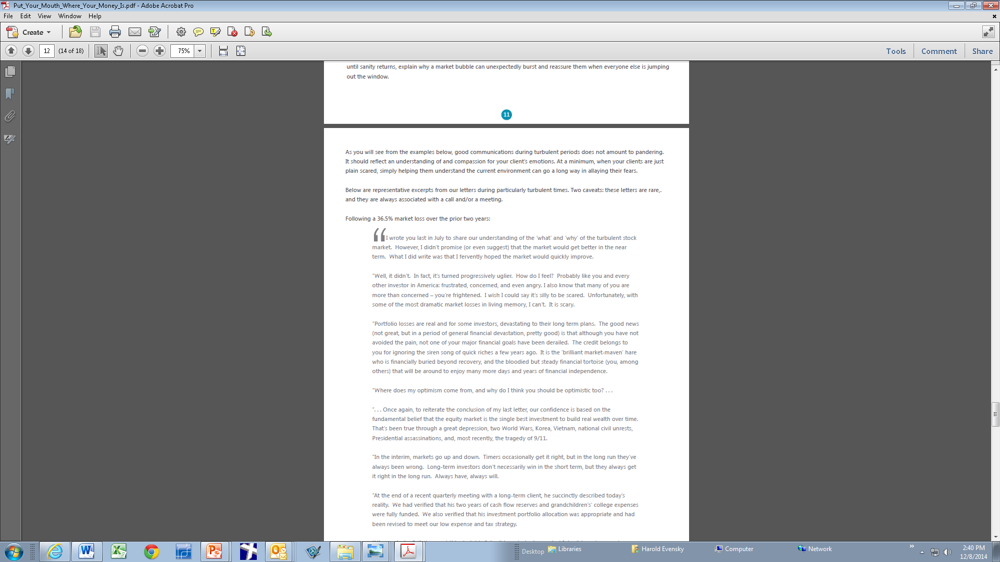 Put_Your_Mouth_Where_Your_Money_Is.pdf - Adobe Acrobat Pro
File Edit View Window Help
Create
12 (14 of 18) 75% Tools Comment Share
until sanity returns, explain why a market bubble can unexpectedly burst and reassure them when everyone else is jumping
out the window.
11
As you will see from the examples below, good communications during turbulent periods does not amount to pandering.
It should reflect an understanding of and compassion for your client's emotions. At a minimum, when your clients are just
plain scared, simply helping them understand the current environment can go a long way in allaying their fears.
Below are representative excerpts from our letters during particularly turbulent times. Two caveats: these letters are rare,.
and they are always associated with a call and/or a meeting.
Following a 36.5% market loss over the prior two years:
“I wrote you last in July to share our understanding of the ‘what’ and ‘why’ of the turbulent stock
market. However, I didn’t promise (or even suggest) that the market would get better in the near
term. What I did write was that I fervently hoped the market would quickly improve.
“Well, it didn’t. In fact, it’s turned progressively uglier. How do I feel? Probably like you and every
other investor in America: frustrated, concerned, and even angry. I also know that many of you are
more than concerned – you’re frightened. I wish I could say it’s silly to be scared. Unfortunately, with
some of the most dramatic market losses in living memory, I can’t. It is scary.
“Portfolio losses are real and for some investors, devastating to their long term plans. The good news
(not great, but in a period of general financial devastation, pretty good) is that although you have not
avoided the pain, not one of your major financial goals have been derailed. The credit belongs to
you for ignoring the siren song of quick riches a few years ago. It is the ‘brilliant market-maven’ hare
who is financially buried beyond recovery, and the bloodied but steady financial tortoise (you, among
others) that will be around to enjoy many more days and years of financial independence.
“Where does my optimism come from, and why do I think you should be optimistic too? . . .
“. . . Once again, to reiterate the conclusion of my last letter, our confidence is based on the
fundamental belief that the equity market is the single best investment to build real wealth over time.
That’s been true through a great depression, two World Wars, Korea, Vietnam, national civil unrests,
Presidential assassinations, and, most recently, the tragedy of 9/11.
“In the interim, markets go up and down. Timers occasionally get it right, but in the long run they’ve
always been wrong. Long-term investors don’t necessarily win in the short term, but they always get
it right in the long run. Always have, always will.
“At the end of a recent quarterly meeting with a long-term client, he succinctly described today’s
reality. We had verified that his two years of cash flow reserves and grandchildren’s’ college expenses
were fully funded. We also verified that his investment portfolio allocation was appropriate and had
been revised to meet our low expense and tax strategy.
Desktop Libraries Harold Evensky Computer Network
2:40 PM
12/8/2014